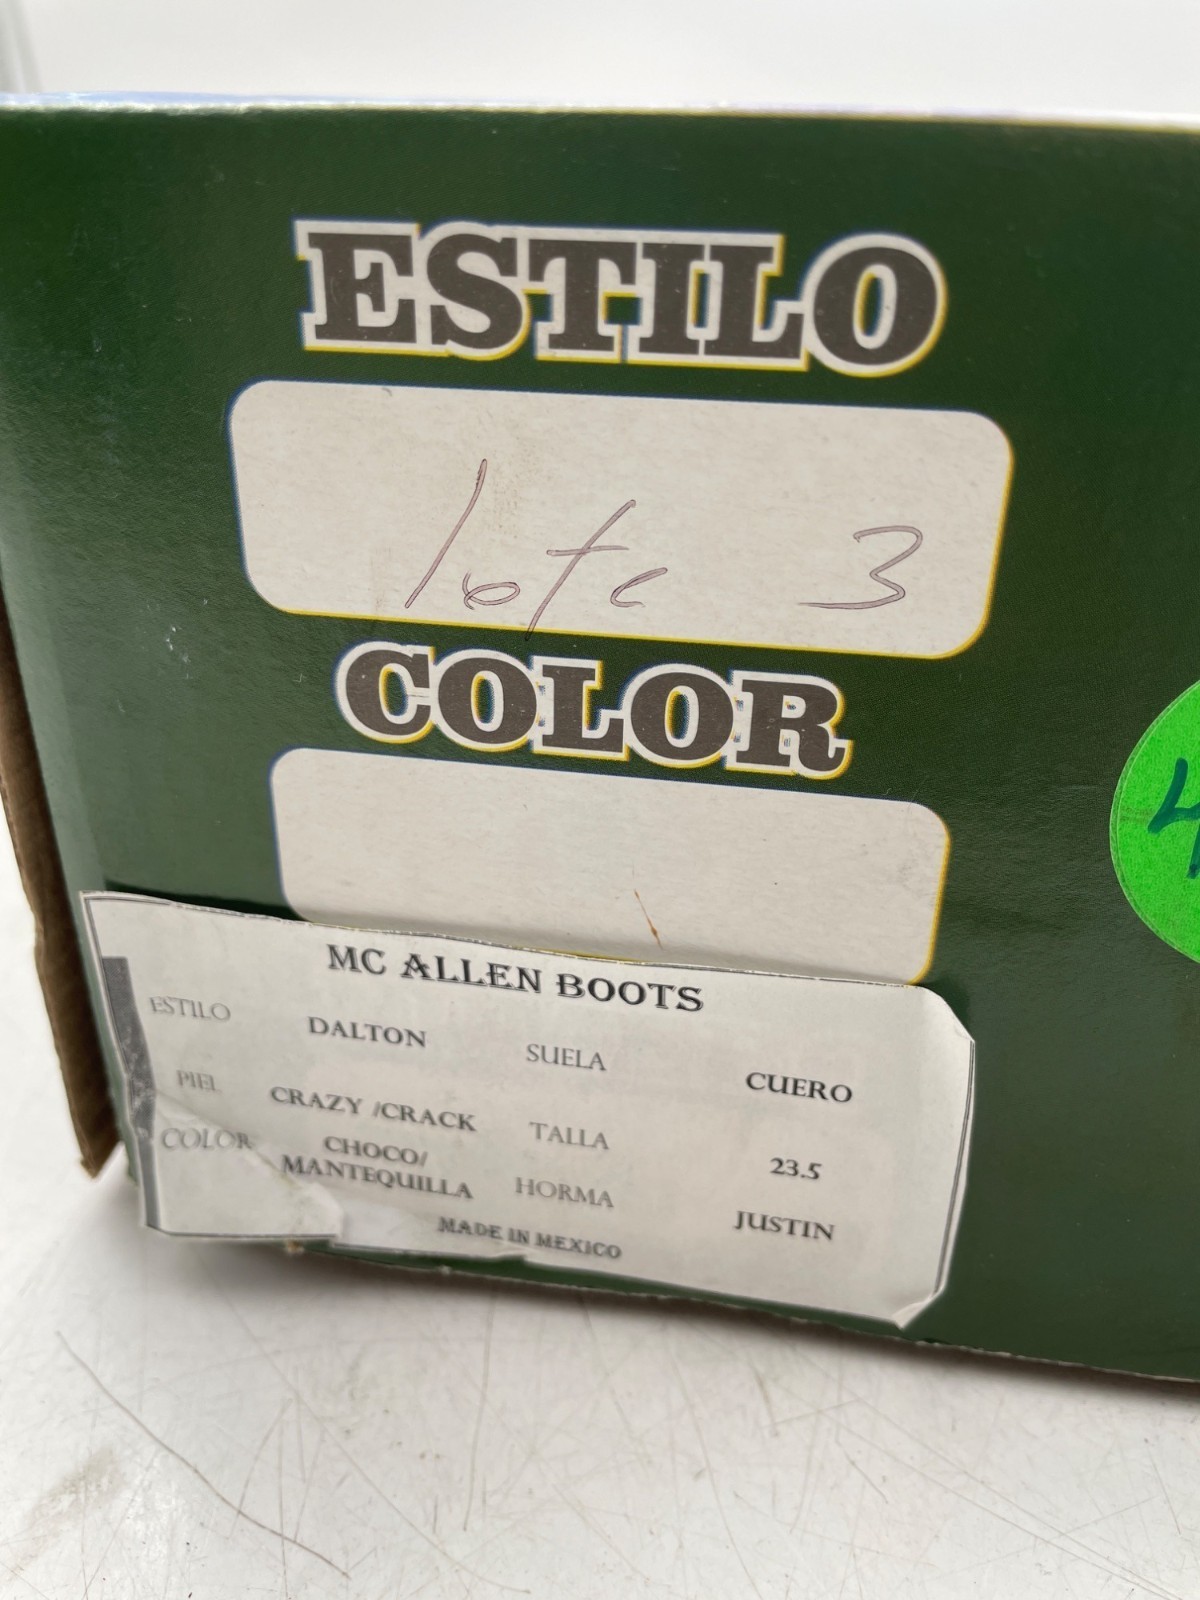 ESTILO
lote 3
COLOR
4
MC ALLEN BOOTS
ESTILO DALTON SUELA CUERO
PIEL CRAZY /CRACK TALLA 23.5
COLOR CHOCO/
MANTEQUILLA HORMA JUSTIN
MADE IN MEXICO